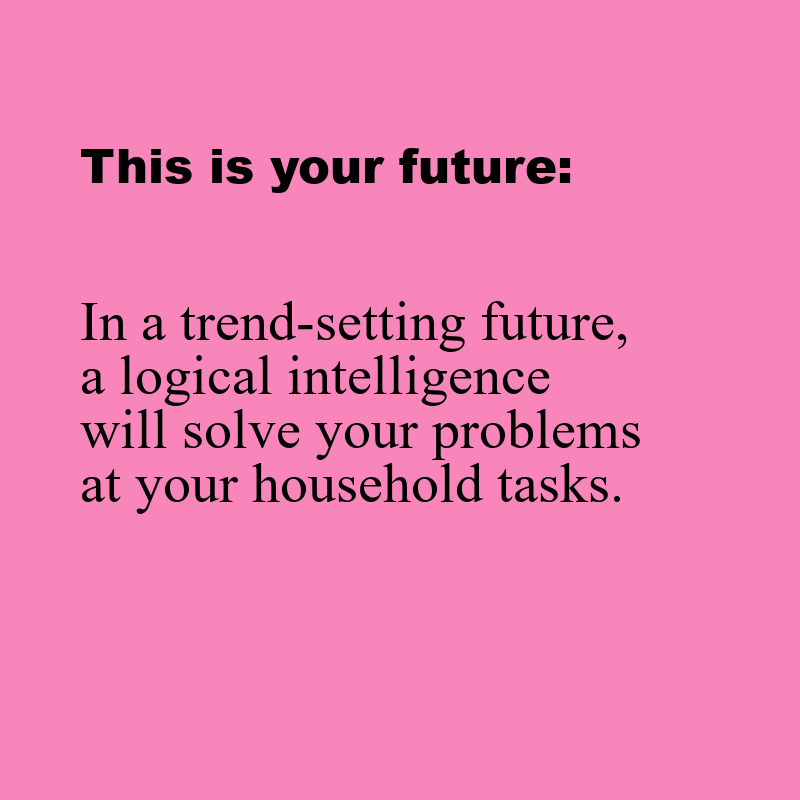 This is your future:
In a trend-setting future,
a logical intelligence
will solve your problems
at your household tasks.